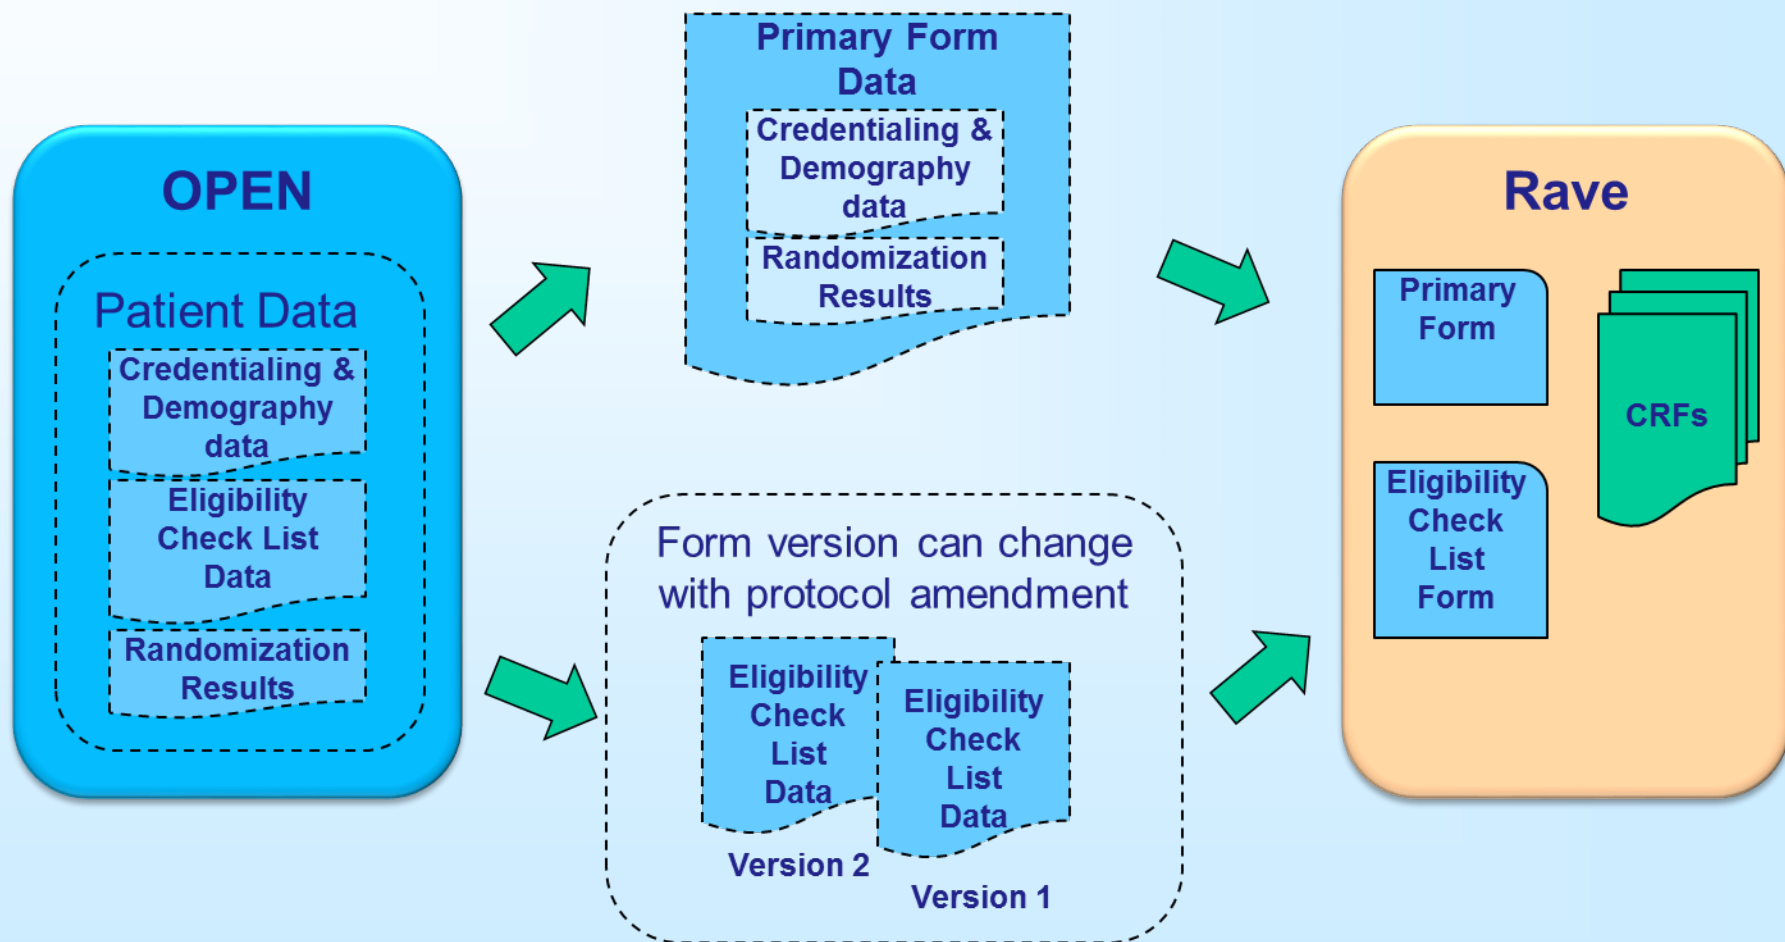 OPEN
Patient Data
Credentialing &
Demography
data
Eligibility
Check List
Data
Randomization
Results
Primary Form
Data
Credentialing &
Demography
data
Randomization
Results
Form version can change
with protocol amendment
Eligibility
Check
List
Data
Version 2
Eligibility
Check
List
Data
Version 1
Rave
Primary
Form
CRFs
Eligibility
Check
List
Form